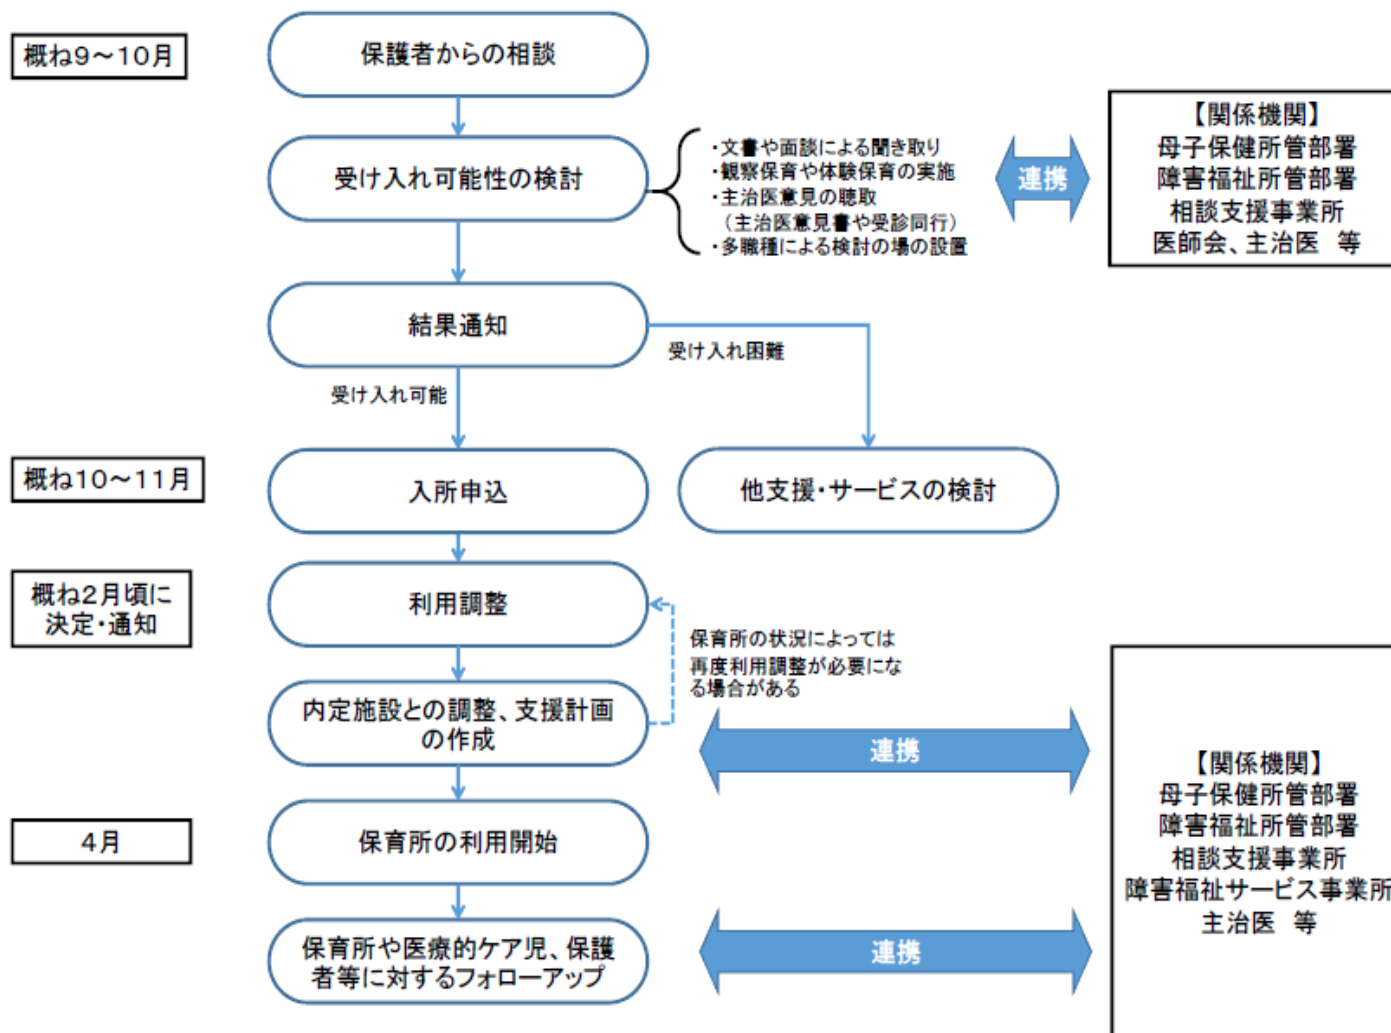 概ね9~10月
保護者からの相談
受け入れ可能性の検討
・文書や面談による聞き取り
・観察保育や体験保育の実施
・主治医意見の聴取
（主治医意見書や受診同行）
・多職種による検討の場の設置
連携
【関係機関】
母子保健所管部署
障害福祉所管部署
相談支援事業所
医師会、主治医　等
結果通知
受け入れ困難
受け入れ可能
概ね10~11月
入所申込
他支援・サービスの検討
概ね2月頃に
決定・通知
利用調整
保育所の状況によっては
再度利用調整が必要にな
る場合がある
内定施設との調整、支援計画
の作成
連携
【関係機関】
母子保健所管部署
障害福祉所管部署
相談支援事業所
障害福祉サービス事業所
主治医　等
4月
保育所の利用開始
保育所や医療的ケア児、保護
者等に対するフォローアップ
連携